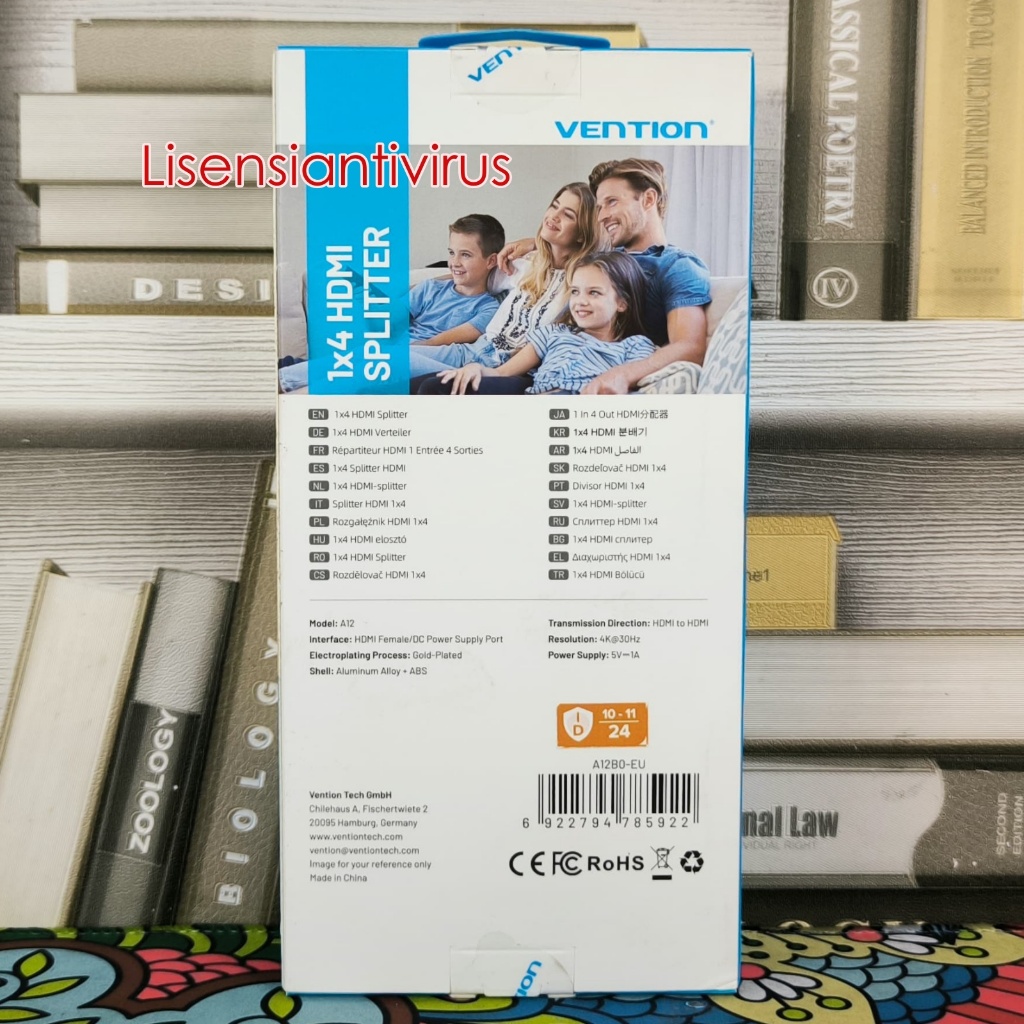 VENTION
VENTION
Lisensiantivirus
1x4 HDMI
SPLITTER
EN 1x4 HDMI Splitter
DE 1x4 HDMI Verteiler
FR Répartiteur HDMI 1 Entrée 4 Sorties
ES 1x4 Splitter HDMI
NL 1x4 HDMI-splitter
IT Splitter HDMI 1x4
PL Rozgałęźnik HDMI 1x4
HU 1x4 HDMI elosztó
RO 1x4 HDMI Splitter
CS Rozdělovač HDMI 1x4
JA 1 In 4 Out HDMI分配器
KR 1x4 HDMI 분배기
AR 1x4 HDMI الفاصل
SK Rozdeľovač HDMI 1x4
PT Divisor HDMI 1x4
SV 1x4 HDMI-splitter
RU Сплиттер HDMI 1x4
BG 1x4 HDMI сплитер
EL Διαχωριστής HDMI 1x4
TR 1x4 HDMI Bölücü
Model: A12
Interface: HDMI Female/DC Power Supply Port
Electroplating Process: Gold-Plated
Shell: Aluminum Alloy + ABS
Transmission Direction: HDMI to HDMI
Resolution: 4K@30Hz
Power Supply: 5V⎓1A
ID
10 - 11
24
A12B0-EU
6 922794 785922
CE FC RoHS
Vention Tech GmbH
Chilehaus A, Fischertwiete 2
20095 Hamburg, Germany
www.ventiontech.com
vention@ventiontech.com
Image for your reference only
Made in China
DESI
ZOOLOGY
BIOLOGY
CLASSICAL POETRY
IV
BALANCED INTRODUCTION TO CON
nal Law
VIDUAL RIGHT
SECOND
EDITION